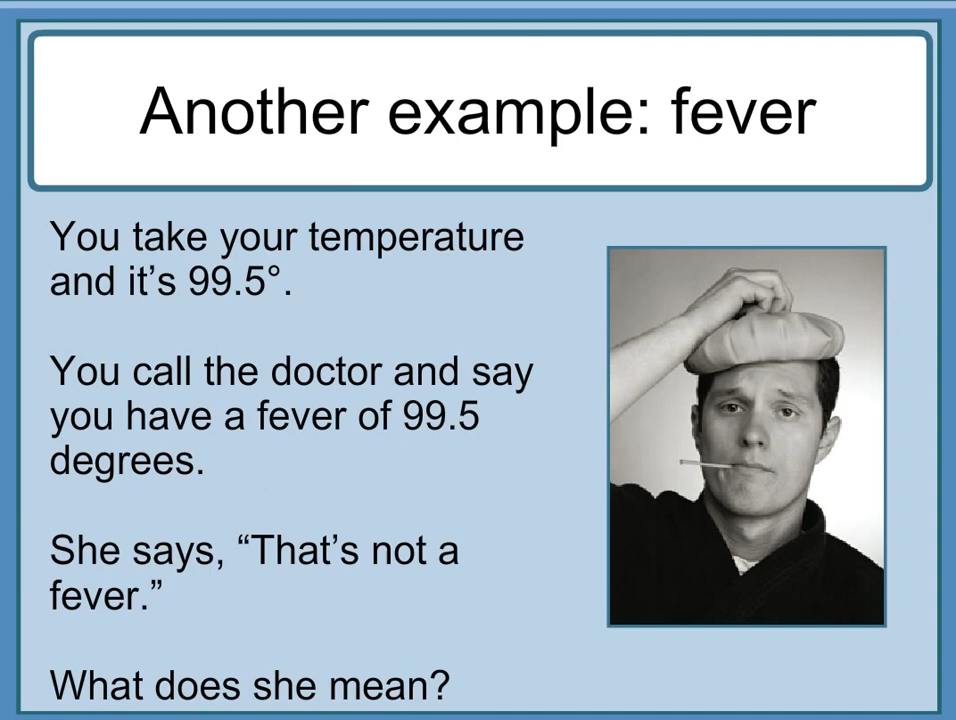 Another example: fever
You take your temperature
and it’s 99.5°.
You call the doctor and say
you have a fever of 99.5
degrees.
She says, “That’s not a
fever.”
What does she mean?